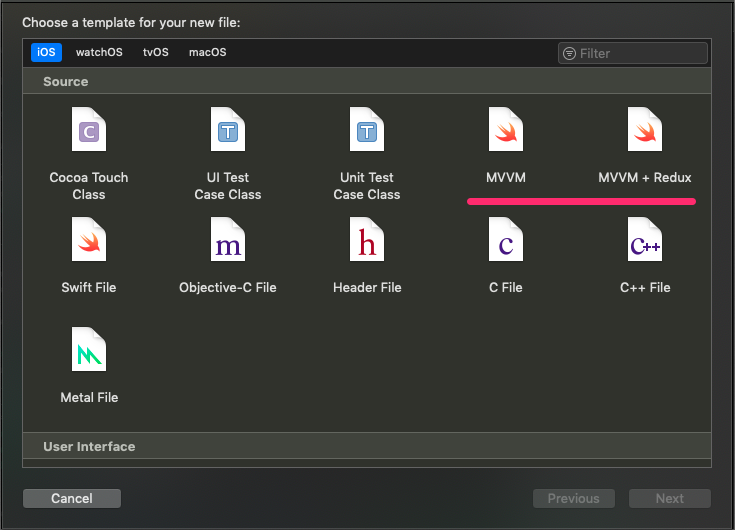 Choose a template for your new file:
iOS watchOS tvOS macOS Filter
Source
C T T
Cocoa Touch
Class
UI Test
Case Class
Unit Test
Case Class
MVVM
MVVM + Redux
m h C C++
Swift File
Objective-C File
Header File
C File
C++ File
Metal File
User Interface
Cancel Previous Next